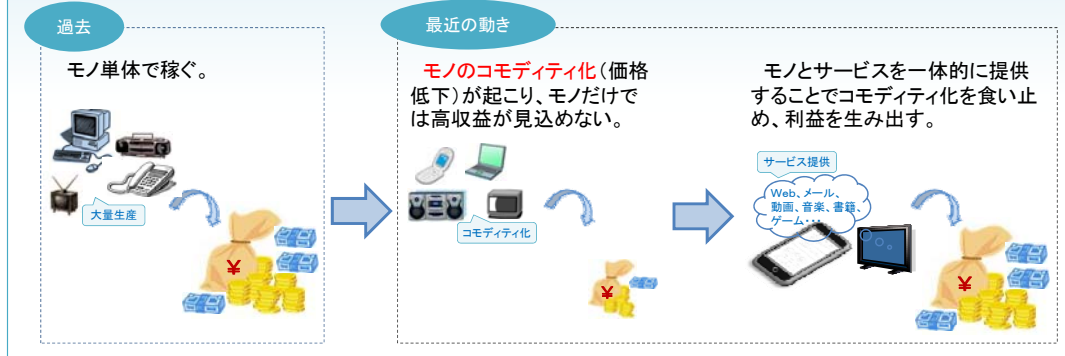 過去
モノ単体で稼ぐ。
大量生産
¥
最近の動き
モノのコモディティ化(価格
低下)が起こり、モノだけで
は高収益が見込めない。
コモディティ化
¥
モノとサービスを一体的に提供
することでコモディティ化を食い止
め、利益を生み出す。
サービス提供
Web、メール、
動画、音楽、書籍、
ゲーム・・・
¥